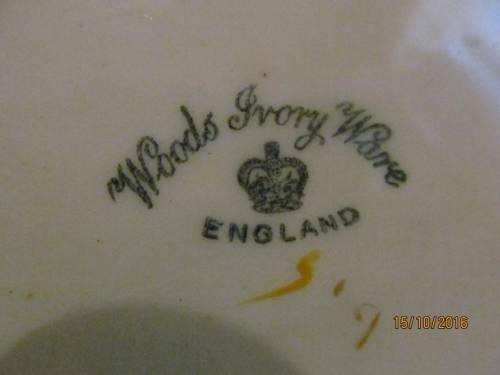 Woods Ivory Ware
ENGLAND
15/10/2016